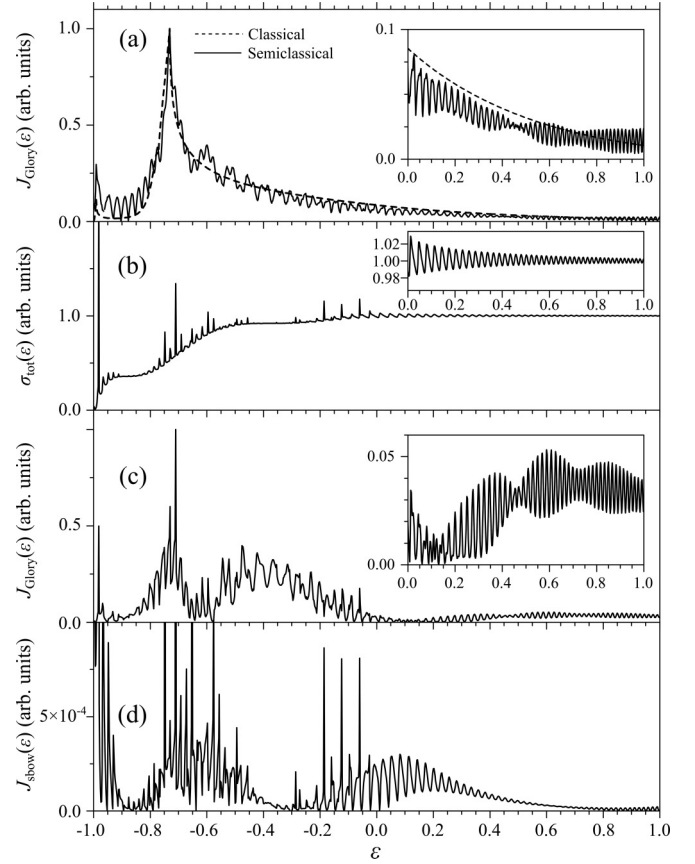 (a)
Classical
Semiclassical
J_Glory(ε) (arb. units)
1.0
0.5
0.0
0.1
0.0
0.0 0.2 0.4 0.6 0.8 1.0
(b)
σ_tot(ε) (arb. units)
1.0
0.0
1.02
1.00
0.98
0.0 0.2 0.4 0.6 0.8 1.0
(c)
J_Glory(ε) (arb. units)
0.5
0.0
0.05
0.00
0.0 0.2 0.4 0.6 0.8 1.0
(d)
J_sbow(ε) (arb. units)
5×10⁻⁴
0.0
-1.0 -0.8 -0.6 -0.4 -0.2 0.0 0.2 0.4 0.6 0.8 1.0
ε